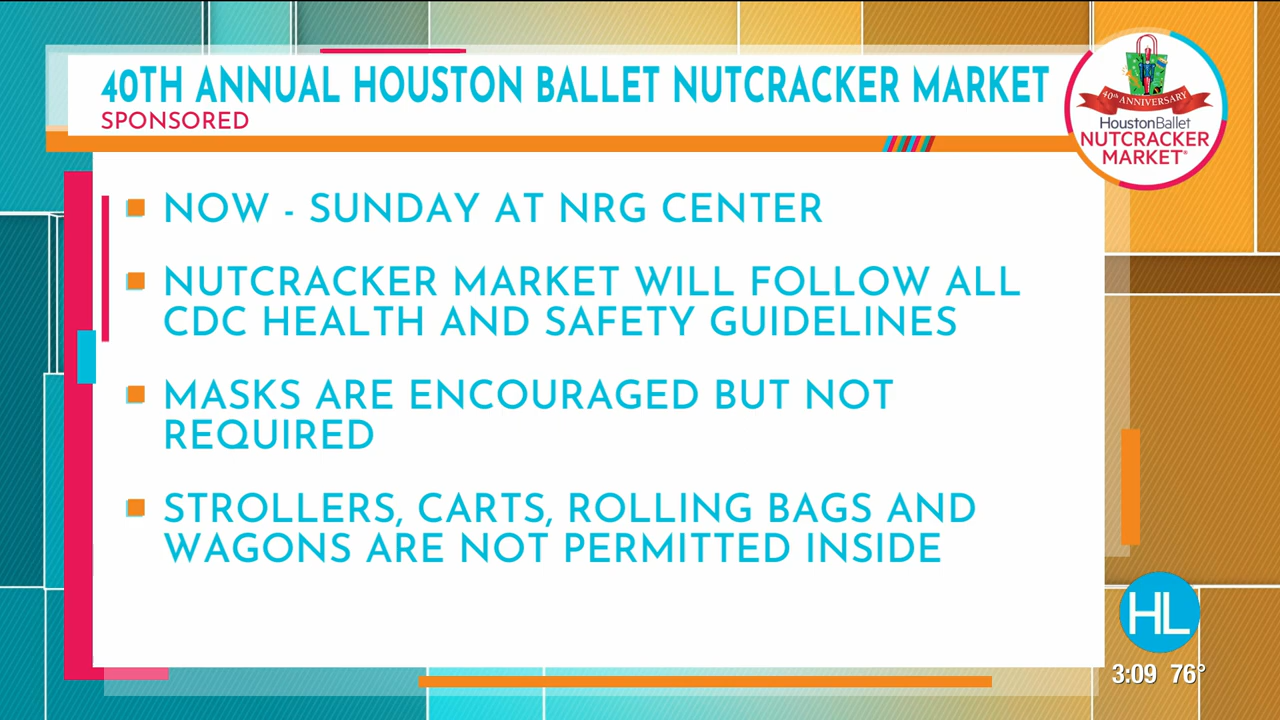 40TH ANNUAL HOUSTON BALLET NUTCRACKER MARKET
SPONSORED
40th ANNIVERSARY
HoustonBallet
NUTCRACKER
MARKET®
NOW - SUNDAY AT NRG CENTER
NUTCRACKER MARKET WILL FOLLOW ALL
CDC HEALTH AND SAFETY GUIDELINES
MASKS ARE ENCOURAGED BUT NOT
REQUIRED
STROLLERS, CARTS, ROLLING BAGS AND
WAGONS ARE NOT PERMITTED INSIDE
HL
3:09 76°